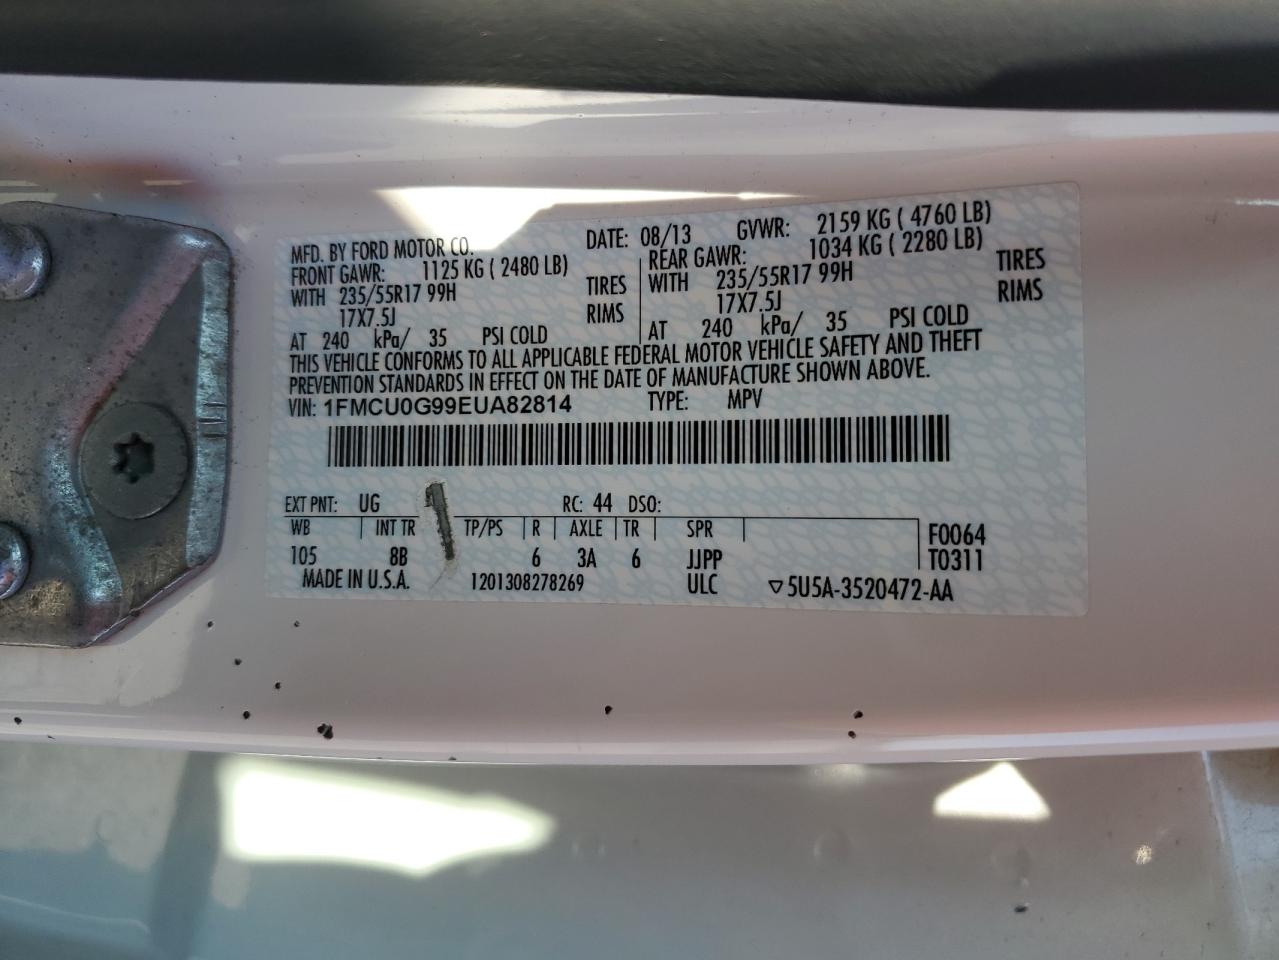 MFD. BY FORD MOTOR CO. DATE: 08/13 GVWR: 2159 KG ( 4760 LB)
FRONT GAWR: 1125 KG ( 2480 LB) REAR GAWR: 1034 KG ( 2280 LB)
WITH 235/55R17 99H TIRES WITH 235/55R17 99H TIRES
17X7.5J RIMS 17X7.5J RIMS
AT 240 kPa/ 35 PSI COLD AT 240 kPa/ 35 PSI COLD
THIS VEHICLE CONFORMS TO ALL APPLICABLE FEDERAL MOTOR VEHICLE SAFETY AND THEFT
PREVENTION STANDARDS IN EFFECT ON THE DATE OF MANUFACTURE SHOWN ABOVE.
VIN: 1FMCU0G99EUA82814 TYPE: MPV
EXT PNT: UG RC: 44 DSO:
WB INT TR TP/PS R AXLE TR SPR F0064
105 8B 6 3A 6 JJPP T0311
MADE IN U.S.A. 1201308278269 ULC ▽5U5A-3520472-AA